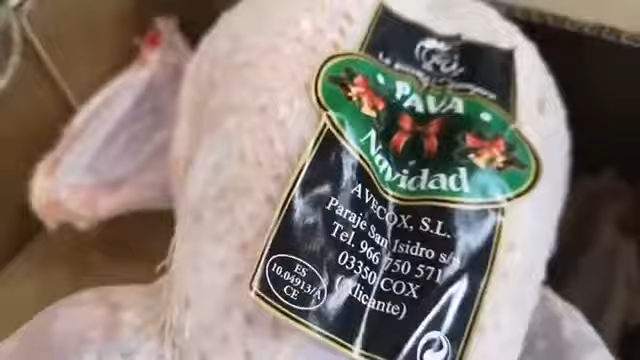 PAVA
Navidad
AVECOX, S.L.
Paraje San Isidro s/n
Tel. 966 750 571
03350 COX
(Alicante)
ES
10.04913/A
CE